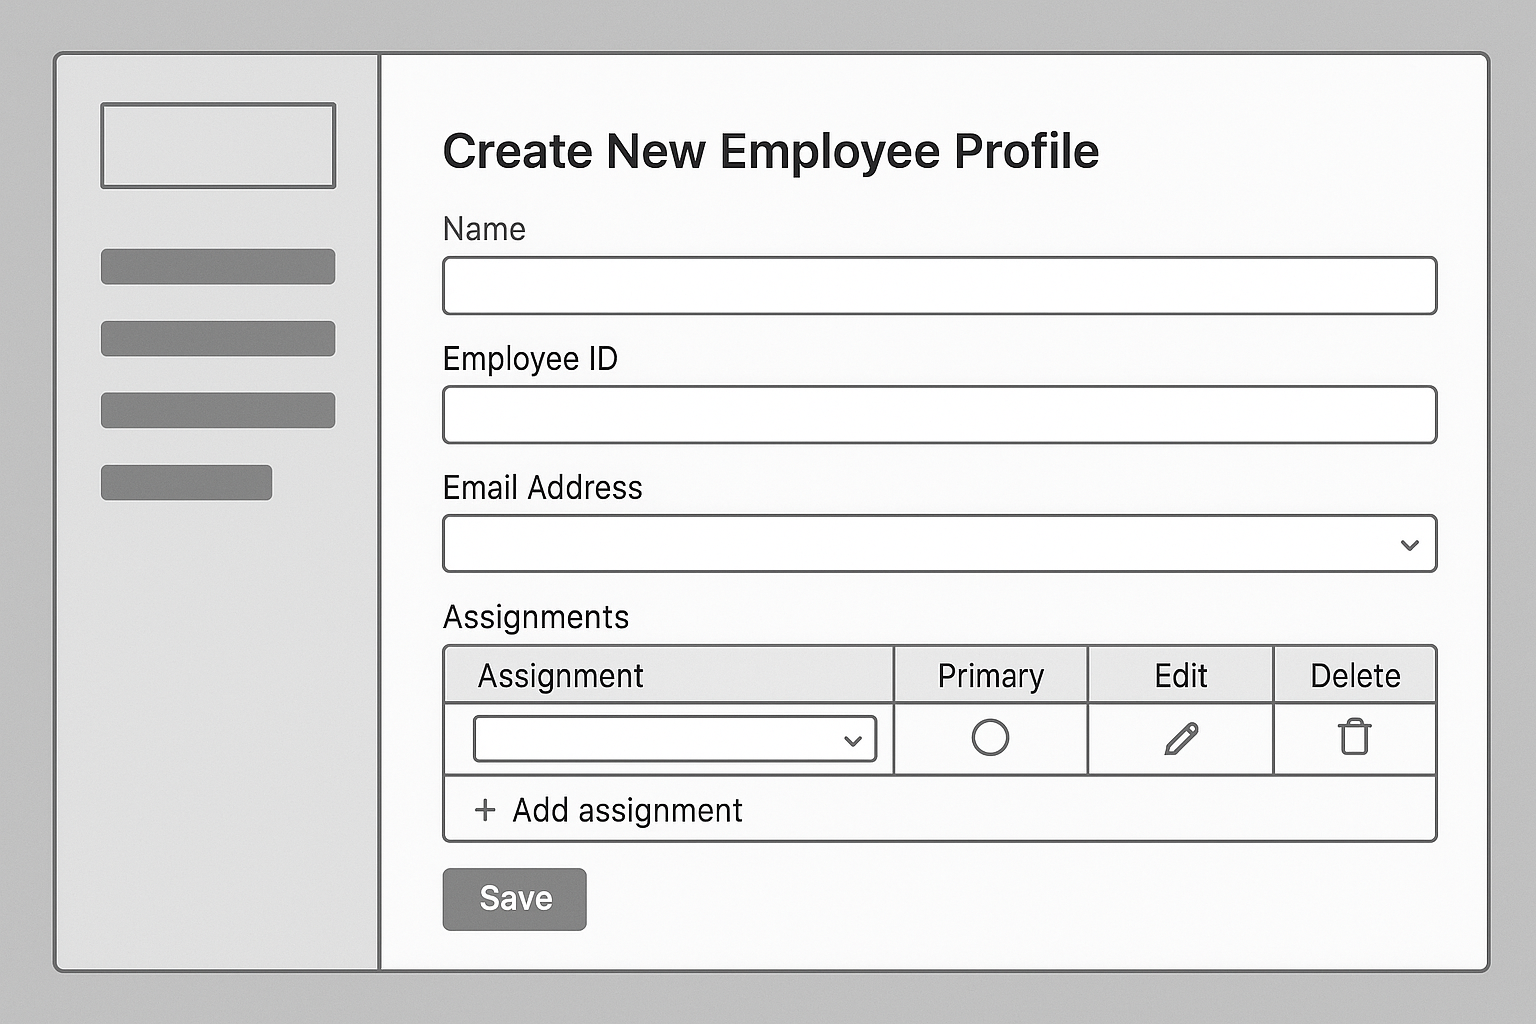 Create New Employee Profile
Name
Employee ID
Email Address
Assignments
Assignment Primary Edit Delete
+ Add assignment
Save